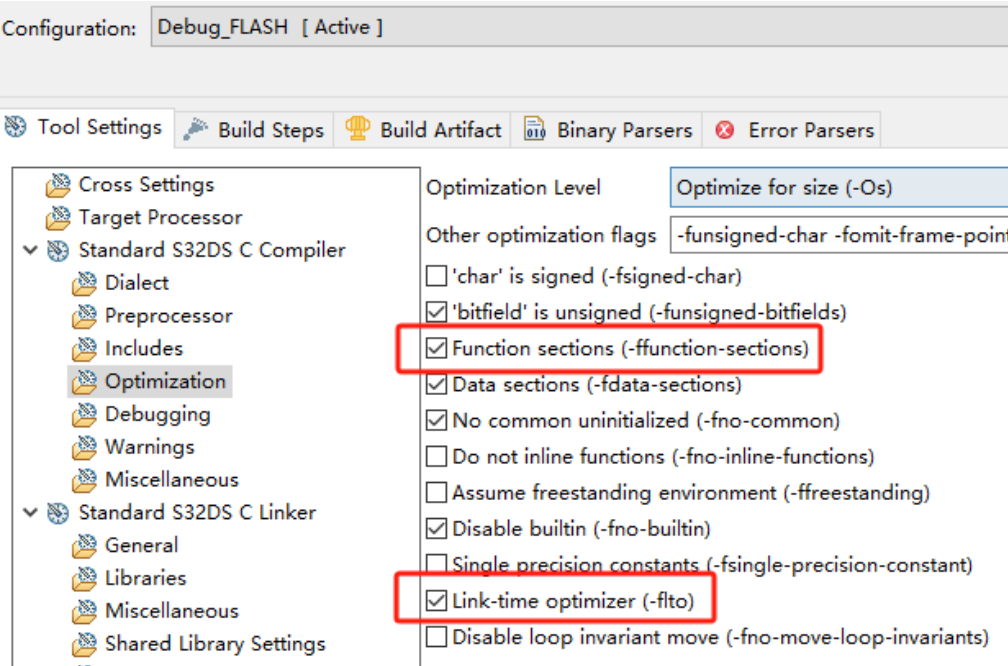 Configuration: Debug_FLASH [ Active ]
Tool Settings Build Steps Build Artifact Binary Parsers Error Parsers
Cross Settings
Target Processor
Standard S32DS C Compiler
Dialect
Preprocessor
Includes
Optimization
Debugging
Warnings
Miscellaneous
Standard S32DS C Linker
General
Libraries
Miscellaneous
Shared Library Settings
Optimization Level Optimize for size (-Os)
Other optimization flags -funsigned-char -fomit-frame-point
'char' is signed (-fsigned-char)
'bitfield' is unsigned (-funsigned-bitfields)
Function sections (-ffunction-sections)
Data sections (-fdata-sections)
No common uninitialized (-fno-common)
Do not inline functions (-fno-inline-functions)
Assume freestanding environment (-ffreestanding)
Disable builtin (-fno-builtin)
Single precision constants (-fsingle-precision-constant)
Link-time optimizer (-flto)
Disable loop invariant move (-fno-move-loop-invariants)